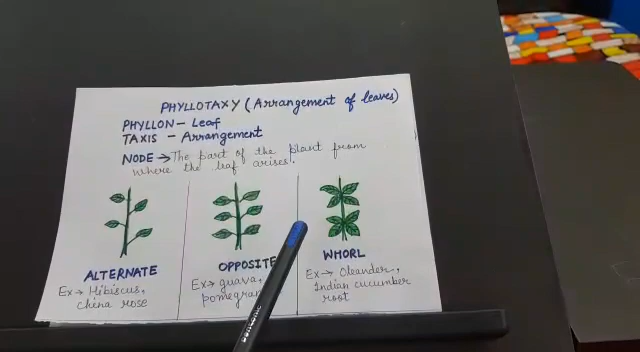 PHYLLOTAXY (Arrangement of leaves)
PHYLLON - Leaf
TAXIS - Arrangement
NODE → The part of the plant from
where the leaf arises.
ALTERNATE
Ex → Hibiscus,
china rose
OPPOSITE
Ex → guava,
WHORL
Ex → Oleander,
Indian cucumber
root